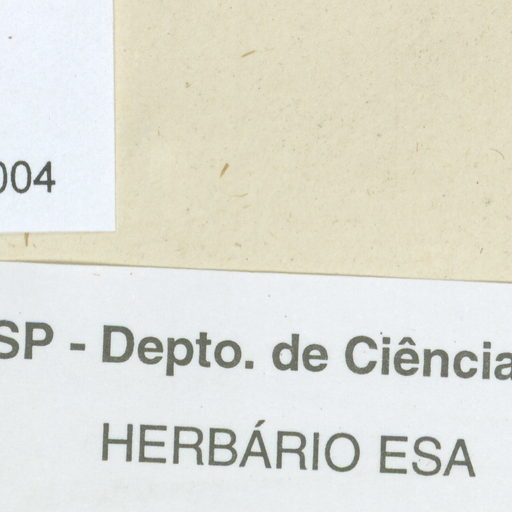 004
SP - Depto. de Ciência
HERBÁRIO ESA